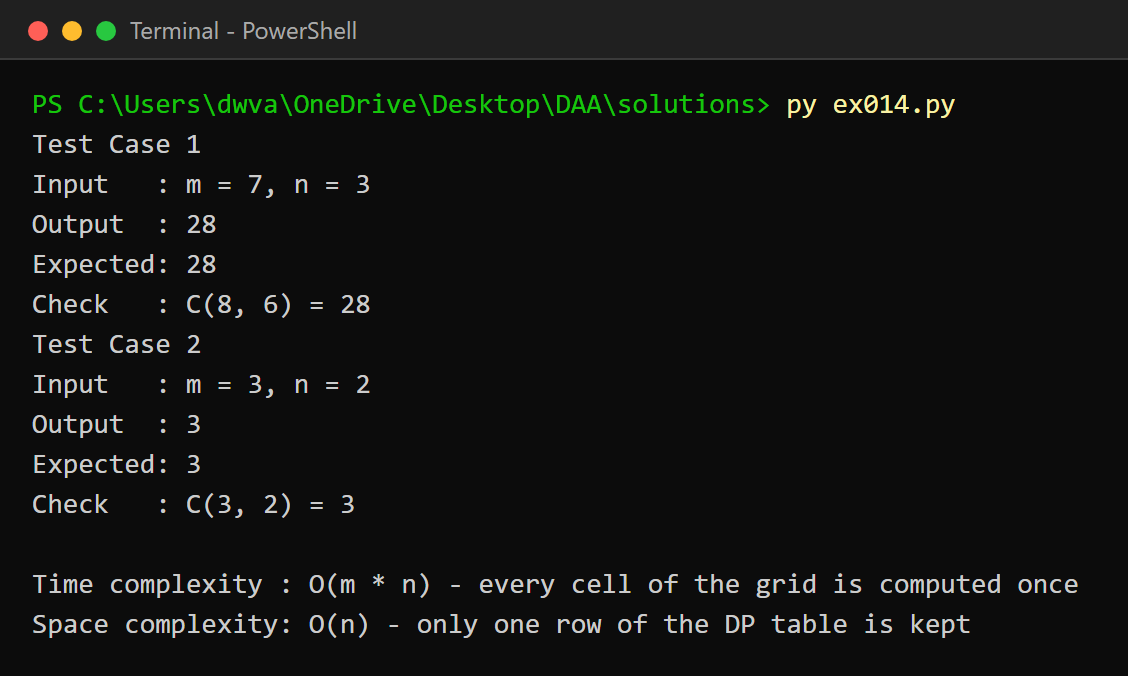 Terminal - PowerShell
PS C:\Users\dwva\OneDrive\Desktop\DAA\solutions> py ex014.py
Test Case 1
Input   : m = 7, n = 3
Output  : 28
Expected: 28
Check   : C(8, 6) = 28
Test Case 2
Input   : m = 3, n = 2
Output  : 3
Expected: 3
Check   : C(3, 2) = 3

Time complexity : O(m * n) - every cell of the grid is computed once
Space complexity: O(n) - only one row of the DP table is kept